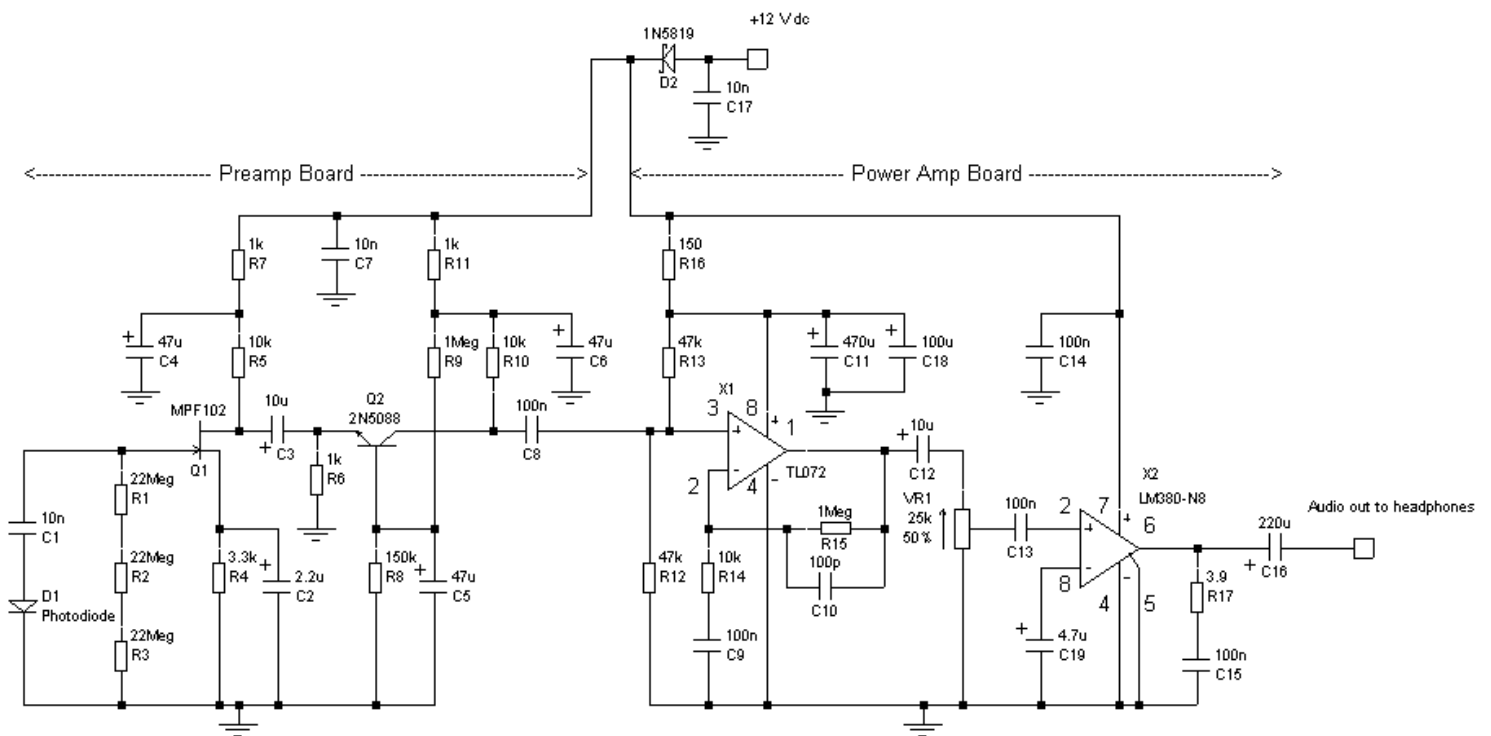 +12 Vdc
1N5819
D2
10n
C17
<---------------------- Preamp Board ----------------------->
<---------------------- Power Amp Board ------------------------->
1k
R7
10n
C7
1k
R11
150
R16
+
47u
C4
10k
R5
1Meg
R9
10k
R10
+
47u
C6
47k
R13
+
470u
C11
+
100u
C18
100n
C14
MPF102
Q1
10u
+
C3
Q2
2N5088
1k
R6
100n
C8
X1
3
8
+
+
1
2
-
4
-
TL072
+
10u
C12
VR1
25k
50%
100n
C13
X2
LM380-N8
2
7
+
+
6
8
-
4
-
5
220u
+
C16
Audio out to headphones
10n
C1
D1
Photodiode
22Meg
R1
22Meg
R2
22Meg
R3
3.3k
R4
+
2.2u
C2
150k
R8
+
47u
C5
47k
R12
10k
R14
1Meg
R15
100p
C10
100n
C9
+
4.7u
C19
3.9
R17
100n
C15